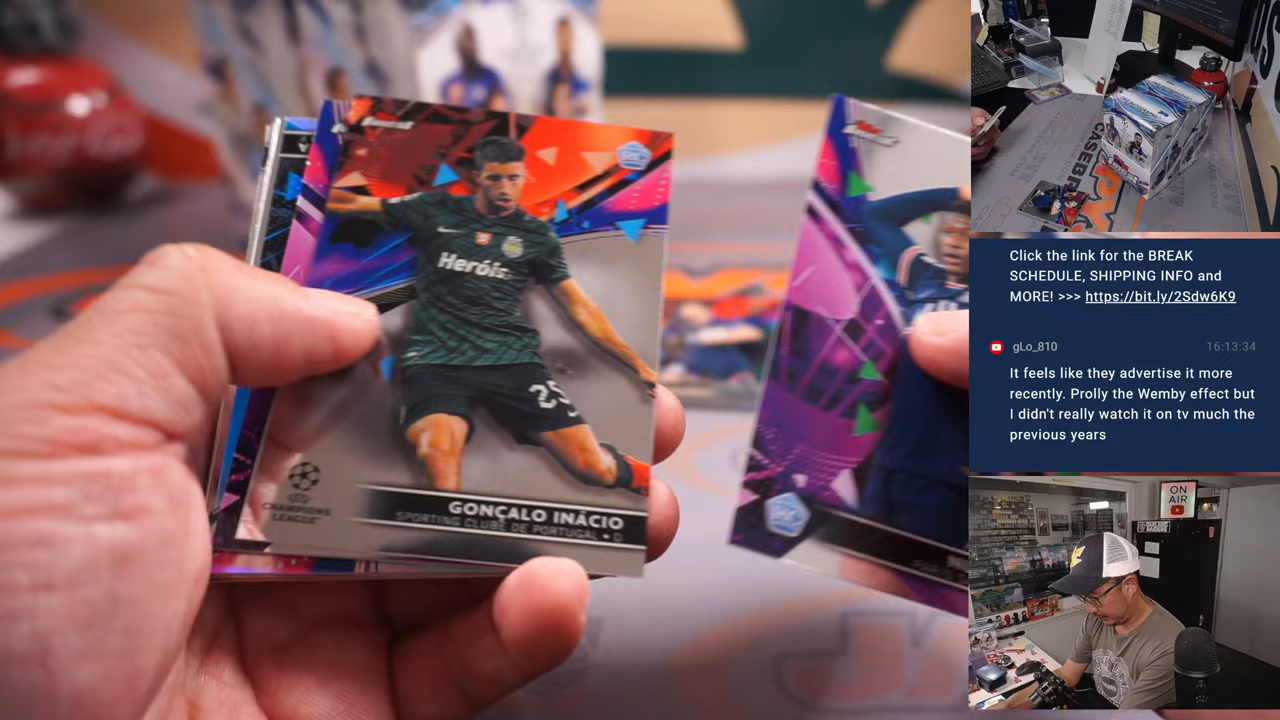 Heróis
25
UEFA
CHAMPIONS
LEAGUE
GONÇALO INÁCIO
SPORTING CLUBE DE PORTUGAL • D
Click the link for the BREAK
SCHEDULE, SHIPPING INFO and
MORE! >>> https://bit.ly/2Sdw6K9
gLo_810
16:13:34
It feels like they advertise it more
recently. Prolly the Wemby effect but
I didn't really watch it on tv much the
previous years
ON
AIR